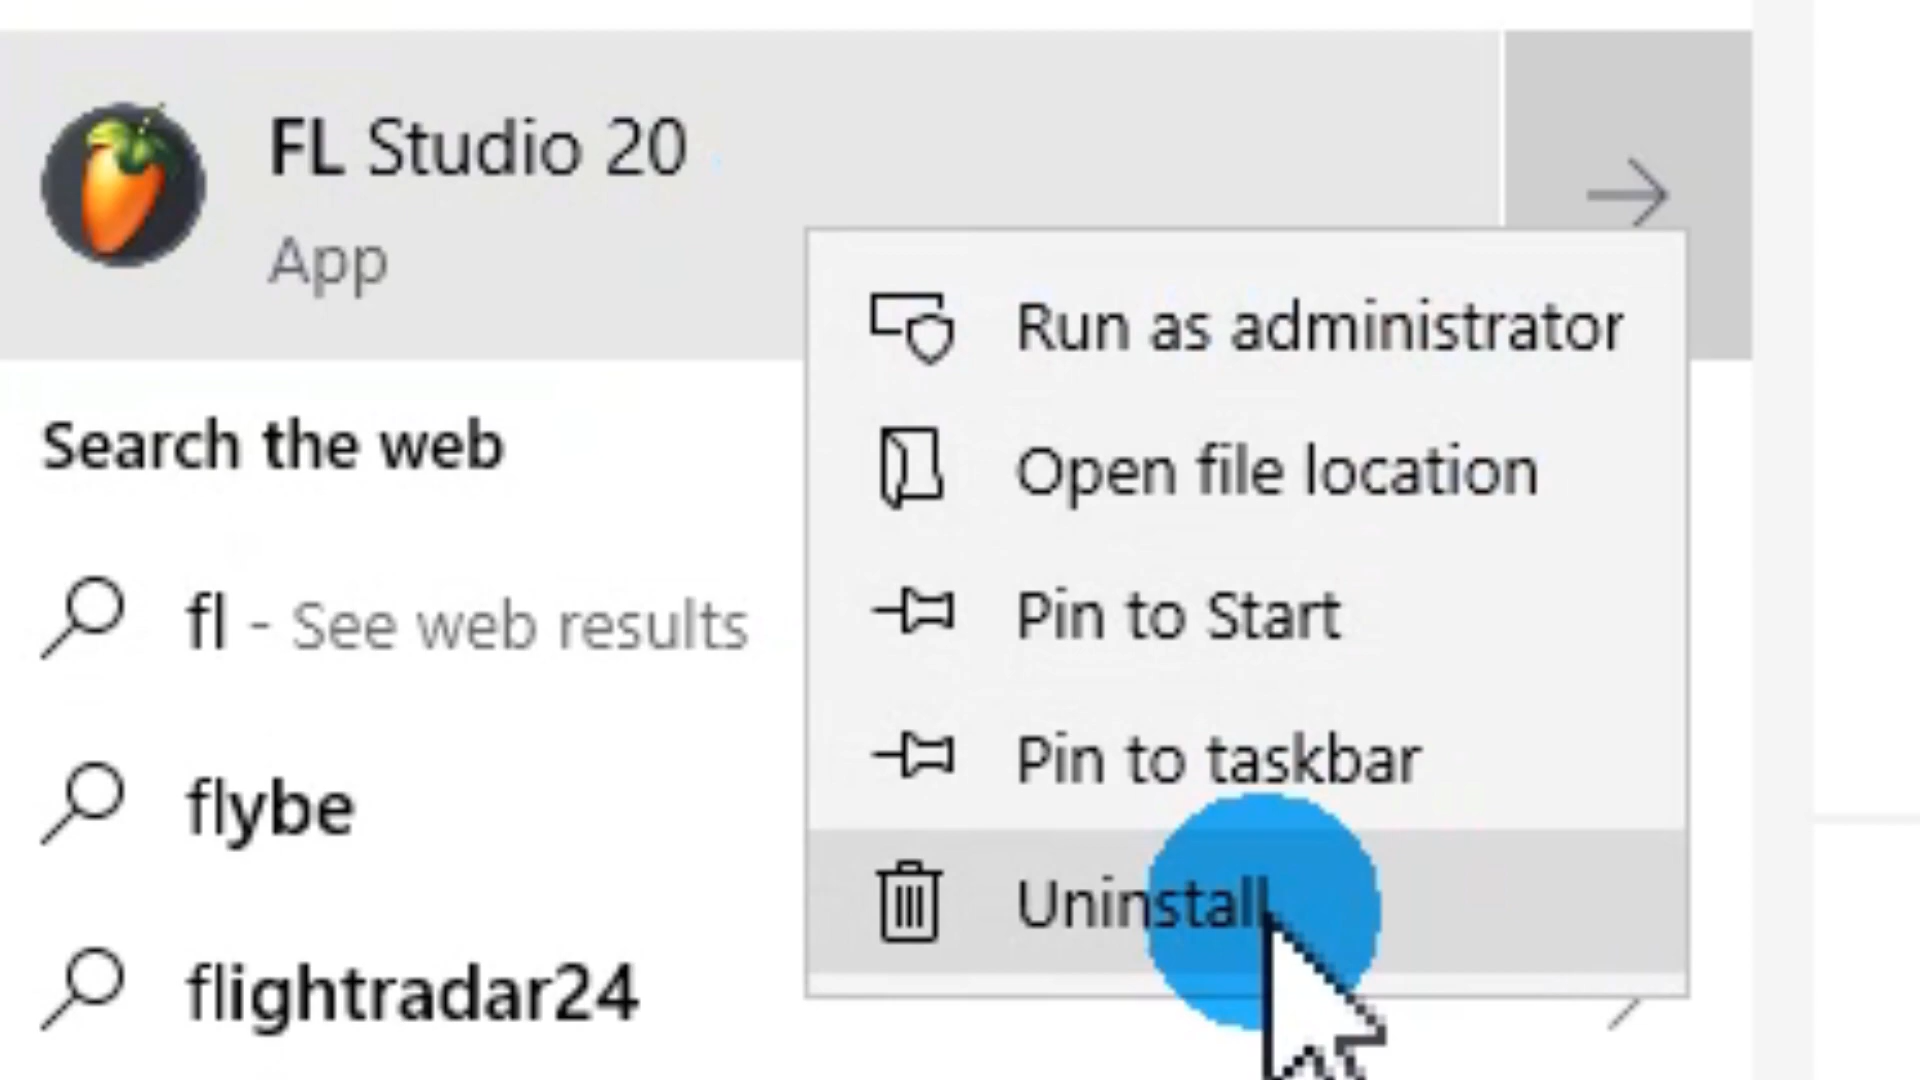 FL Studio 20
App
Search the web
fl - See web results
flybe
flightradar24
Run as administrator
Open file location
Pin to Start
Pin to taskbar
Uninstall